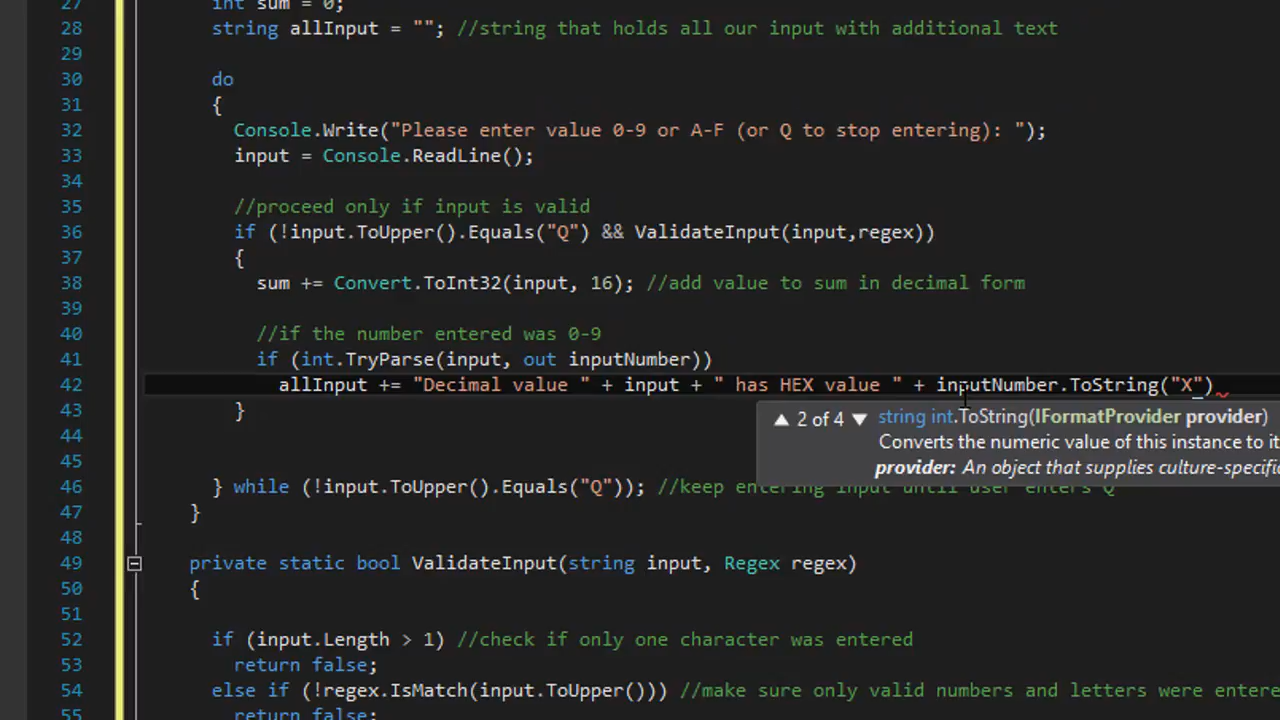 27 int sum = 0;
28 string allInput = ""; //string that holds all our input with additional text
29
30 do
31 {
32 Console.Write("Please enter value 0-9 or A-F (or Q to stop entering): ");
33 input = Console.ReadLine();
34
35 //proceed only if input is valid
36 if (!input.ToUpper().Equals("Q") && ValidateInput(input,regex))
37 {
38 sum += Convert.ToInt32(input, 16); //add value to sum in decimal form
39
40 //if the number entered was 0-9
41 if (int.TryParse(input, out inputNumber))
42 allInput += "Decimal value " + input + " has HEX value " + inputNumber.ToString("X")
43 }
▲ 2 of 4 ▼ string int.ToString(IFormatProvider provider)
44
Converts the numeric value of this instance to it
45
provider: An object that supplies culture-specific
46 } while (!input.ToUpper().Equals("Q")); //keep entering input until user enters Q
47 }
48
49 private static bool ValidateInput(string input, Regex regex)
50 {
51
52 if (input.Length > 1) //check if only one character was entered
53 return false;
54 else if (!regex.IsMatch(input.ToUpper())) //make sure only valid numbers and letters were entere
55 return false;